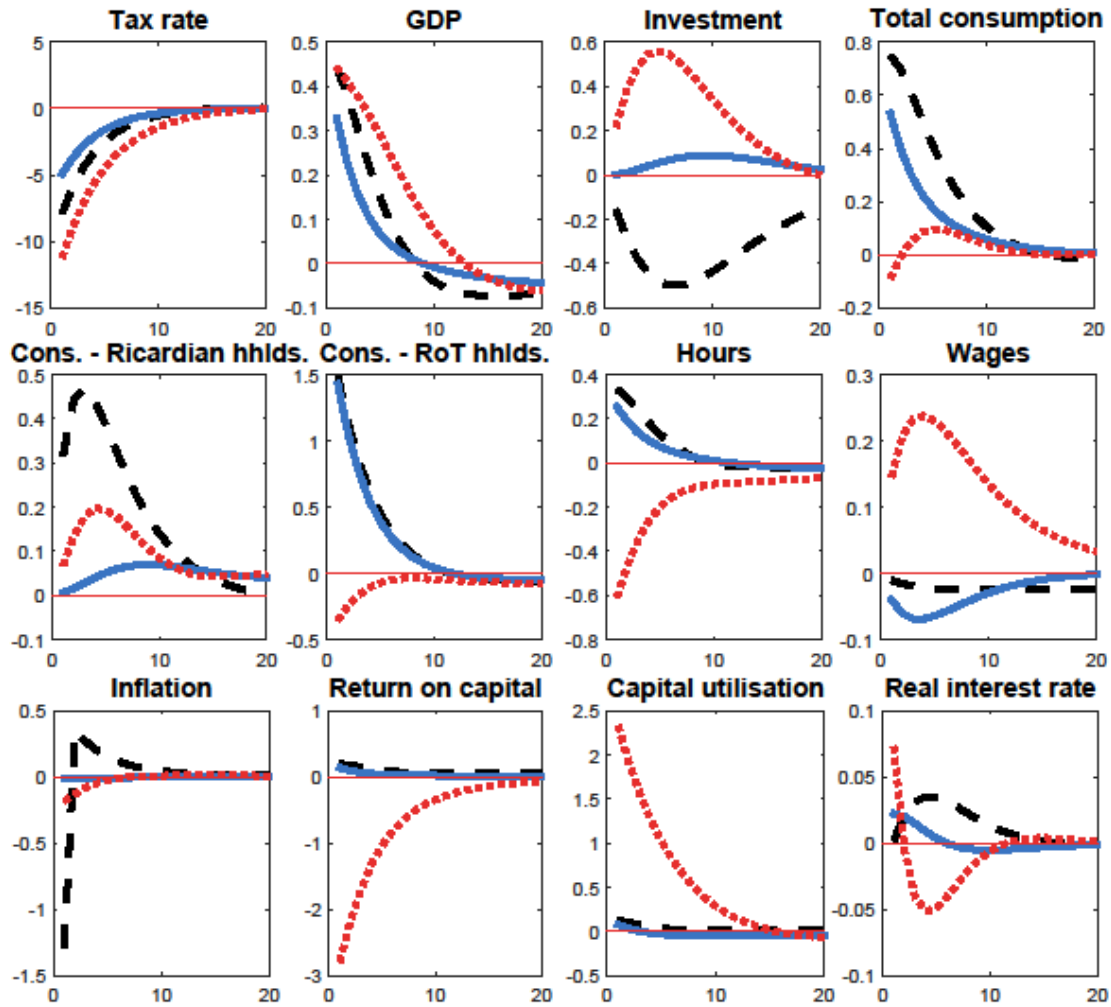 Tax rate GDP Investment Total consumption
5 0.5 0.6 0.8
0 0.4 0.4 0.6
-5 0.3 0.2 0.4
-10 0.2 0 0.2
-15 0.1 -0.2 0
0 -0.4 -0.2
-0.1 -0.6
0 10 20 0 10 20 0 10 20 0 10 20
Cons. - Ricardian hhlds. Cons. - RoT hhlds. Hours Wages
0.5 1.5 0.4 0.3
0.4 1 0.2 0.2
0.3 0.5 0 0.1
0.2 0 -0.2 0
0.1 -0.5 -0.4 -0.1
0 -0.6
-0.1 -0.8
0 10 20 0 10 20 0 10 20 0 10 20
Inflation Return on capital Capital utilisation Real interest rate
0.5 1 2.5 0.1
0 0 2 0.05
-0.5 -1 1.5 0
-1 -2 1 -0.05
-1.5 -3 0.5 -0.1
0
-0.5
0 10 20 0 10 20 0 10 20 0 10 20